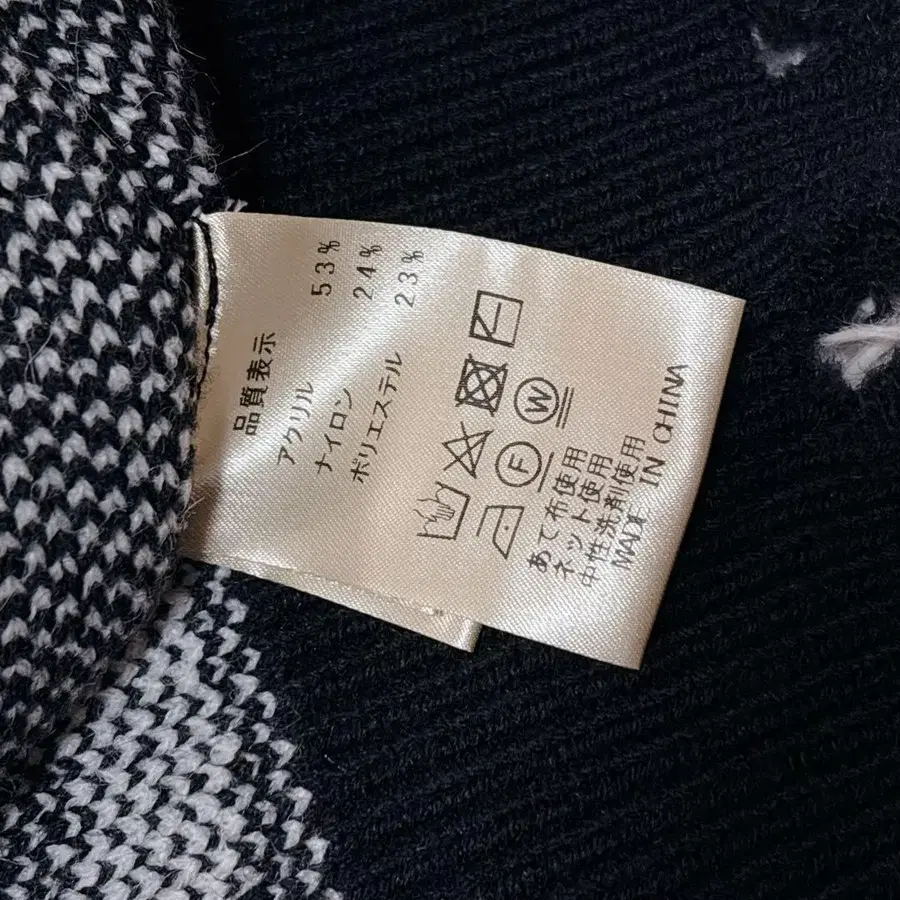 品質表示
アクリル 53%
ナイロン 24%
ポリエステル 23%
F W
あて布使用
ネット使用
中性洗剤使用
MADE IN CHINA